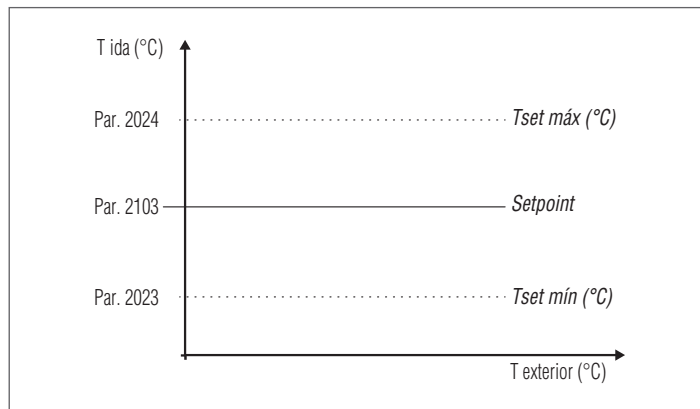 T ida (°C)
Par. 2024 Tset máx (°C)
Par. 2103 Setpoint
Par. 2023 Tset mín (°C)
T exterior (°C)